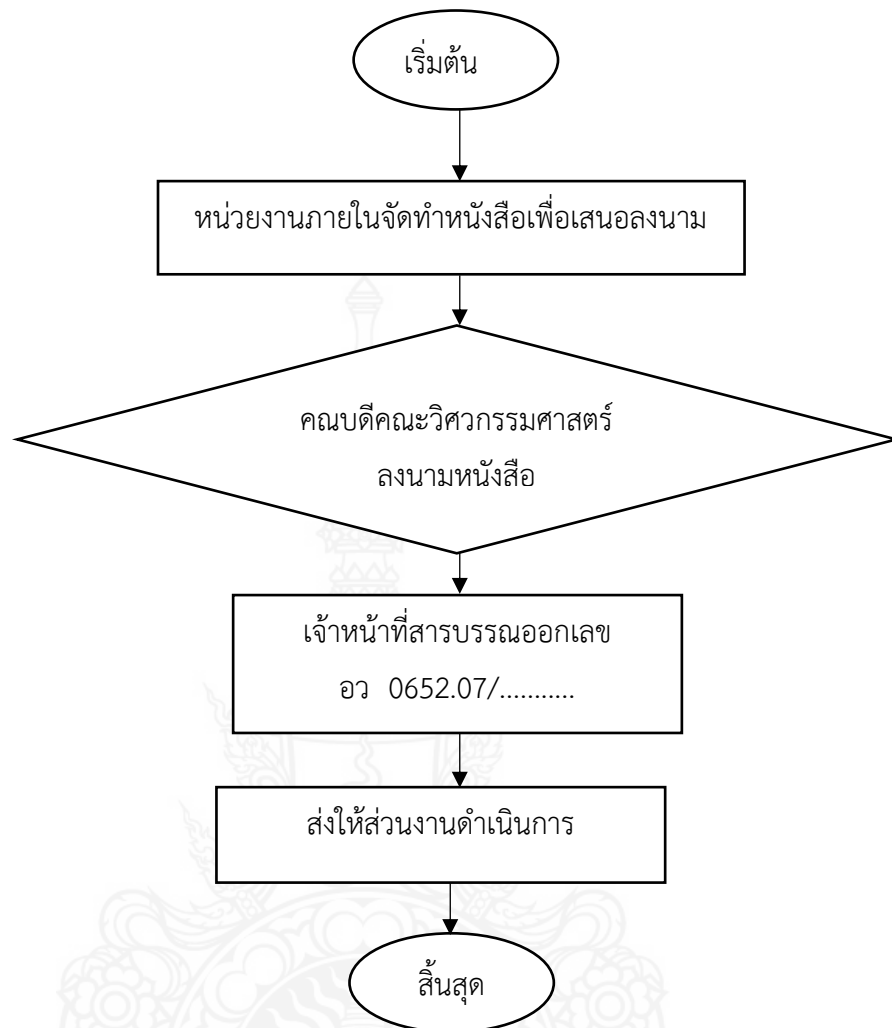 เริ่มต้น
หน่วยงานภายในจัดทำหนังสือเพื่อเสนอลงนาม
คณบดีคณะวิศวกรรมศาสตร์
ลงนามหนังสือ
เจ้าหน้าที่สารบรรณออกเลข
อว 0652.07/...........
ส่งให้ส่วนงานดำเนินการ
สิ้นสุด